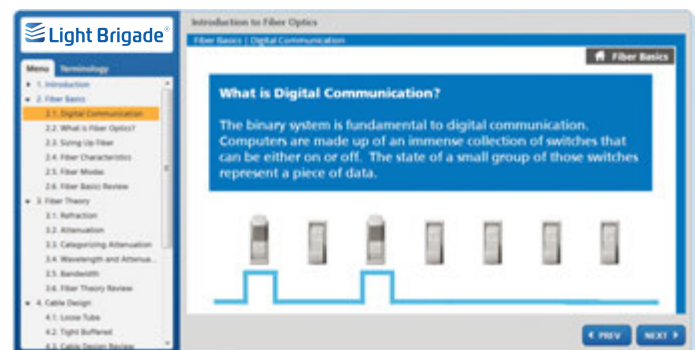 Light Brigade®
Introduction to Fiber Optics
Fiber Basics | Digital Communication
Fiber Basics
Menu Terminology
1. Introduction
2. Fiber Basics
2.1. Digital Communication
2.2. What is Fiber Optics?
2.3. Sizing Up Fiber
2.4. Fiber Characteristics
2.5. Fiber Modes
2.6. Fiber Basics Review
3. Fiber Theory
3.1. Refraction
3.2. Attenuation
3.3. Categorizing Attenuation
3.4. Wavelength and Attenua...
3.5. Bandwidth
3.6. Fiber Theory Review
4. Cable Design
4.1. Loose Tube
4.2. Tight Buffered
4.3. Cable Design Review
What is Digital Communication?
The binary system is fundamental to digital communication.
Computers are made up of an immense collection of switches that
can be either on or off. The state of a small group of those switches
represent a piece of data.
PREV NEXT